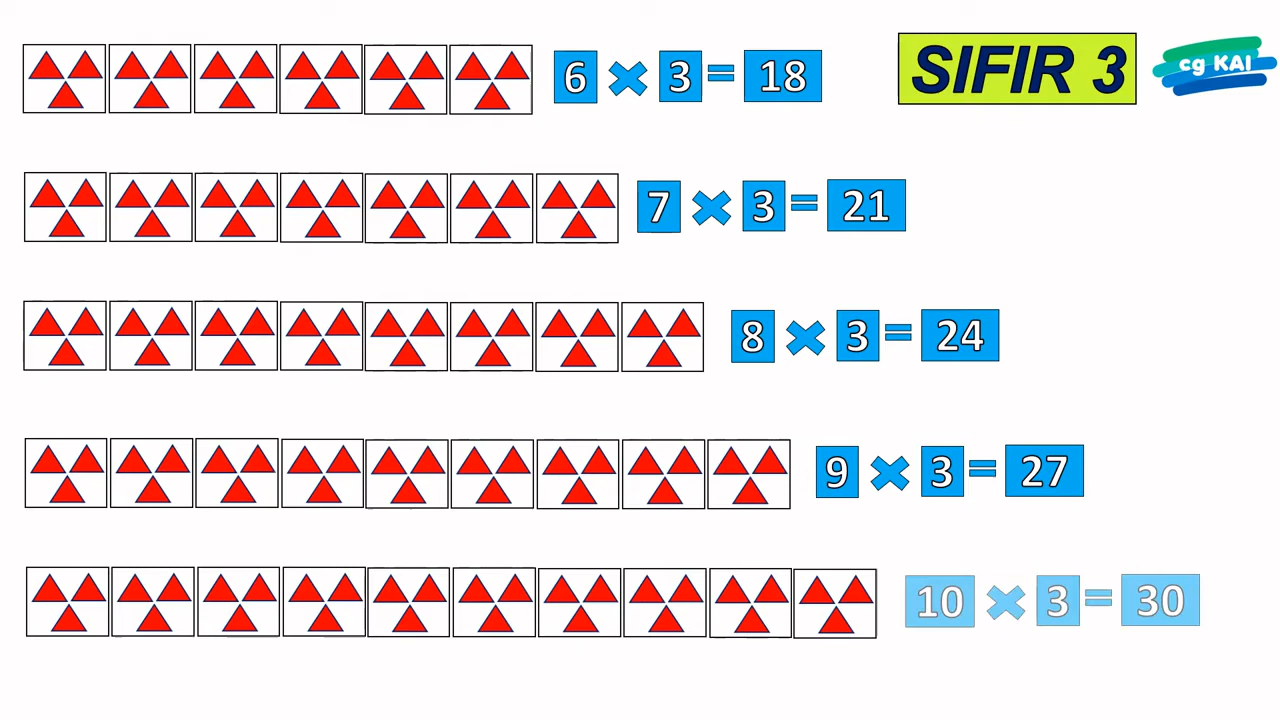 6 × 3 = 18
SIFIR 3
cg KAI
7 × 3 = 21
8 × 3 = 24
9 × 3 = 27
10 × 3 = 30